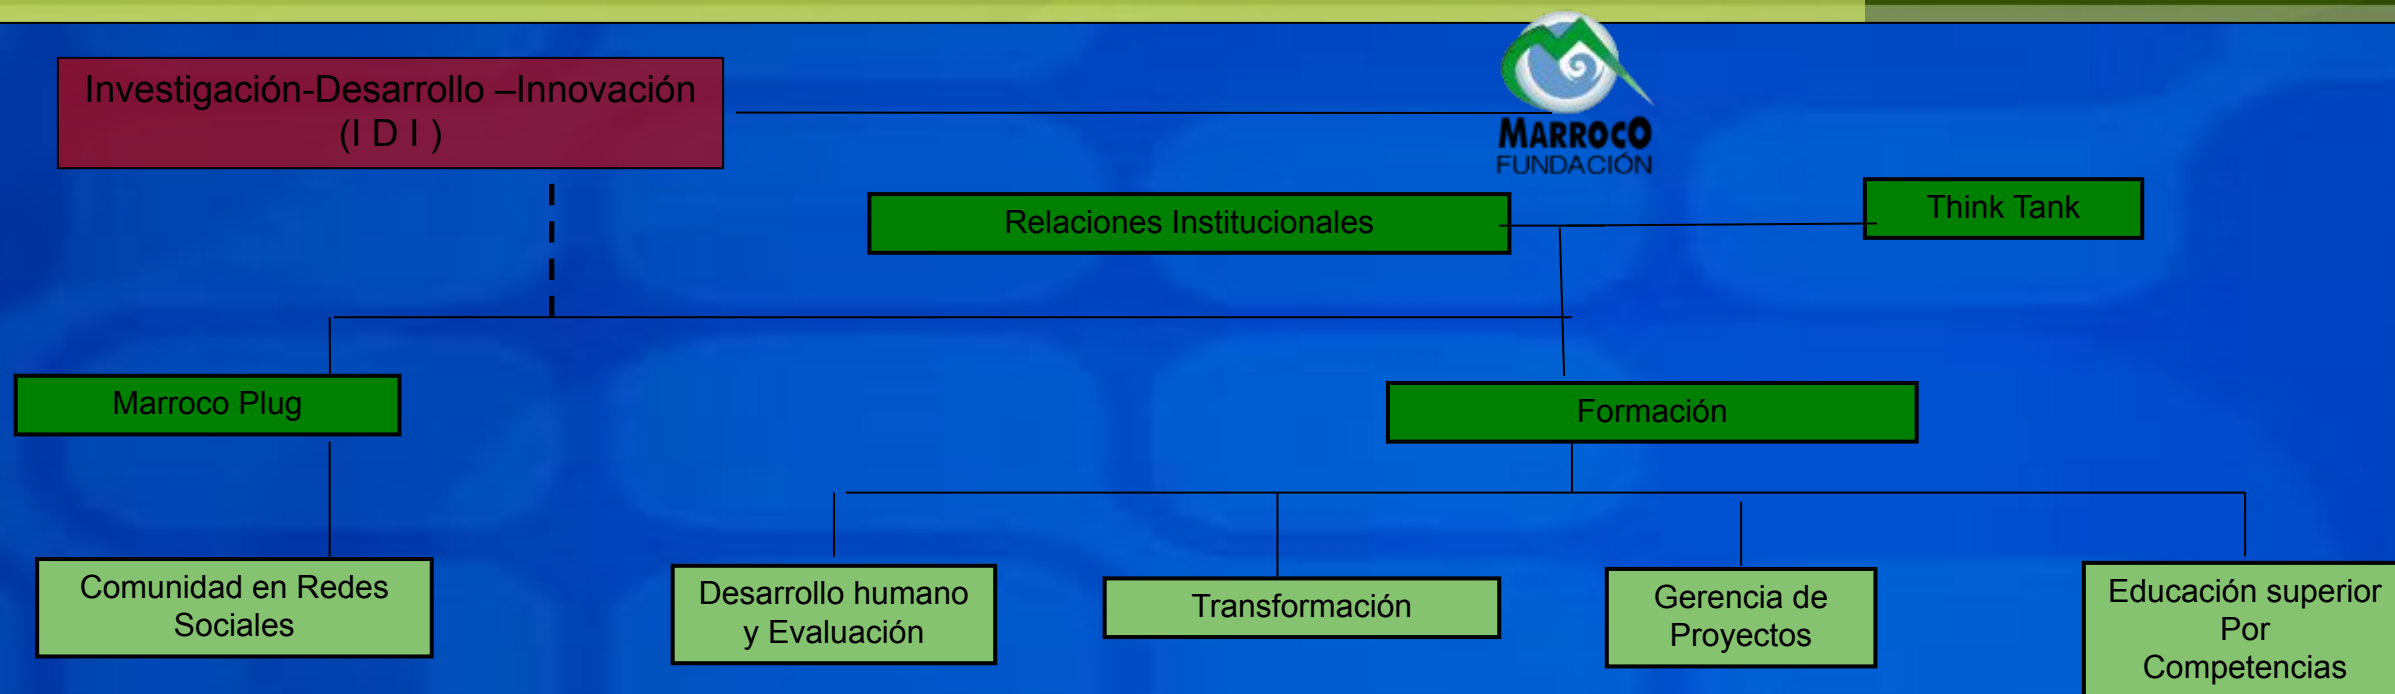 Investigación-Desarrollo –Innovación
(I D I )
MARROCO
FUNDACIÓN
Relaciones Institucionales
Think Tank
Marroco Plug
Formación
Comunidad en Redes
Sociales
Desarrollo humano
y Evaluación
Transformación
Gerencia de
Proyectos
Educación superior
Por
Competencias